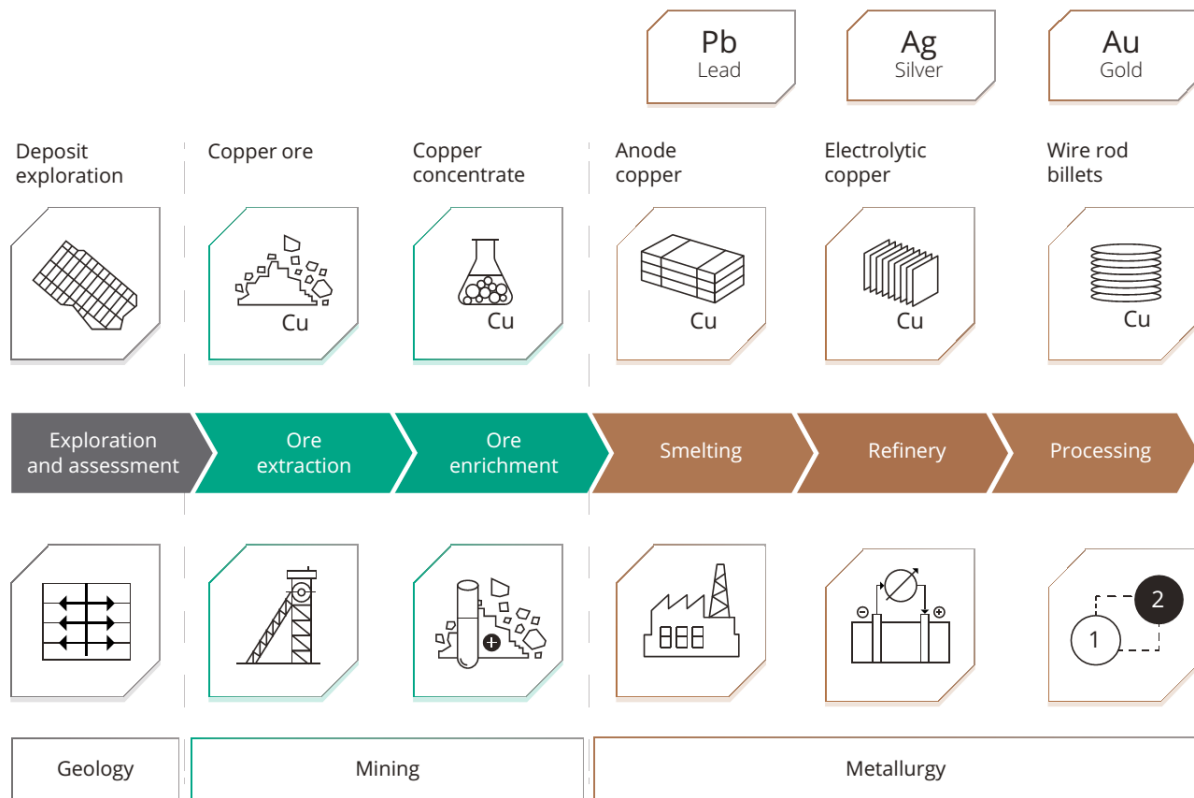 Pb
Lead
Ag
Silver
Au
Gold
Deposit
exploration
Copper ore
Copper
concentrate
Anode
copper
Electrolytic
copper
Wire rod
billets
Cu
Cu
Cu
Cu
Cu
Exploration
and assessment
Ore
extraction
Ore
enrichment
Smelting
Refinery
Processing
1
2
Geology
Mining
Metallurgy